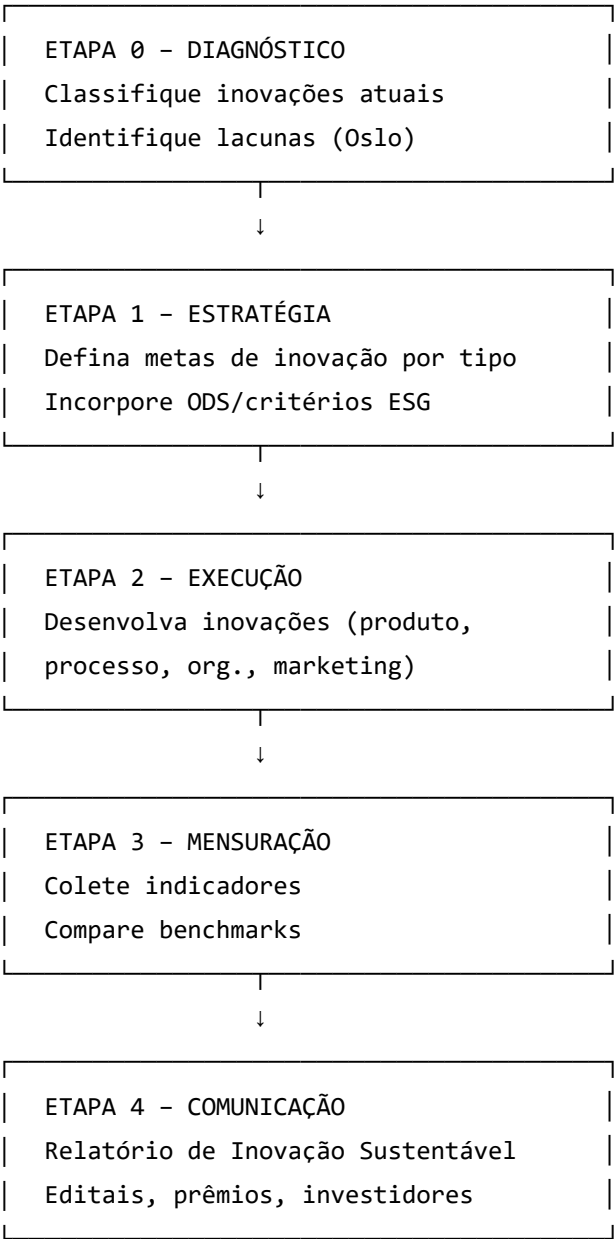 ETAPA 0 – DIAGNÓSTICO
Classifique inovações atuais
Identifique lacunas (Oslo)
↓
ETAPA 1 – ESTRATÉGIA
Defina metas de inovação por tipo
Incorpore ODS/critérios ESG
↓
ETAPA 2 – EXECUÇÃO
Desenvolva inovações (produto,
processo, org., marketing)
↓
ETAPA 3 – MENSURAÇÃO
Colete indicadores
Compare benchmarks
↓
ETAPA 4 – COMUNICAÇÃO
Relatório de Inovação Sustentável
Editais, prêmios, investidores